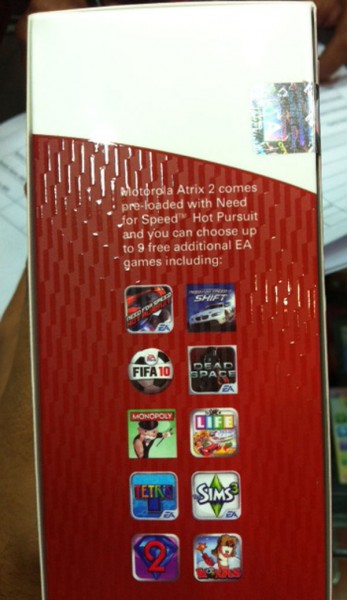 Motorola Atrix 2 comes
pre-loaded with Need
for Speed™ Hot Pursuit
and you can choose up
to 9 free additional EA
games including:
NEED FOR SPEED
SHIFT
EA
FIFA 10
DEAD
SPACE
MONOPOLY
LIFE
TETRIS
EA
SIMS 3
EA
2